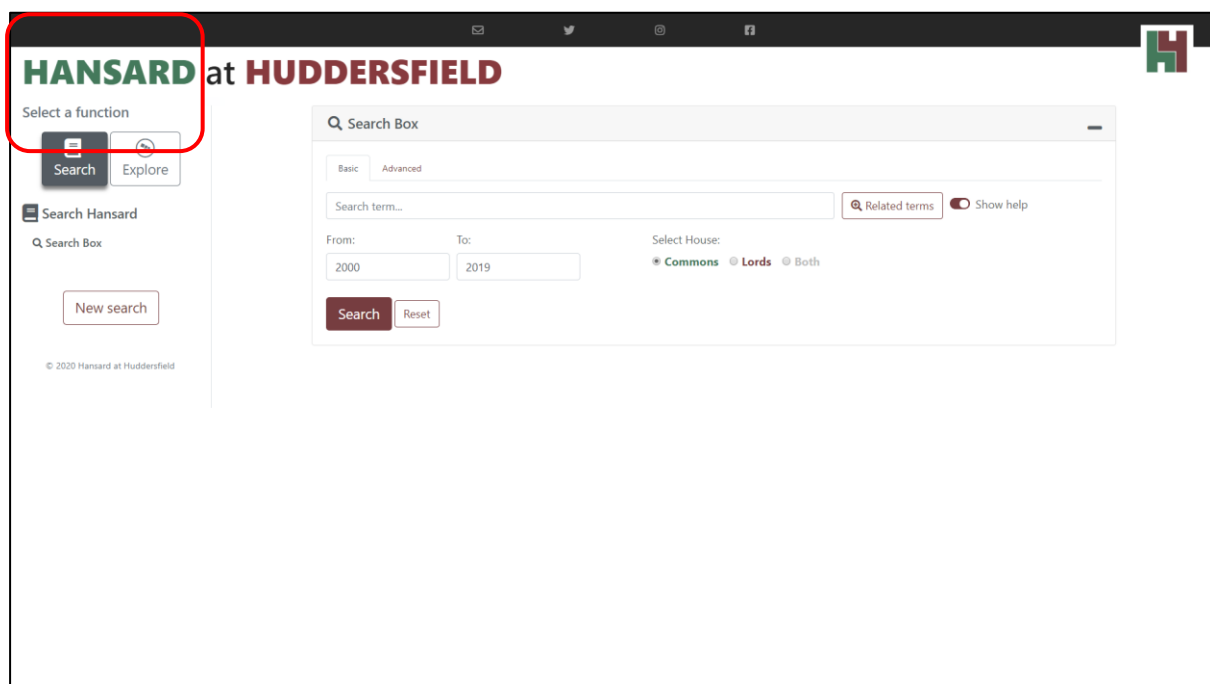 HANSARD at HUDDERSFIELD
Select a function
Search Explore
Search Hansard
Search Box
New search
© 2020 Hansard at Huddersfield
Search Box
Basic Advanced
Search term...
Related terms
Show help
From: To: Select House:
2000 2019
Commons Lords Both
Search Reset